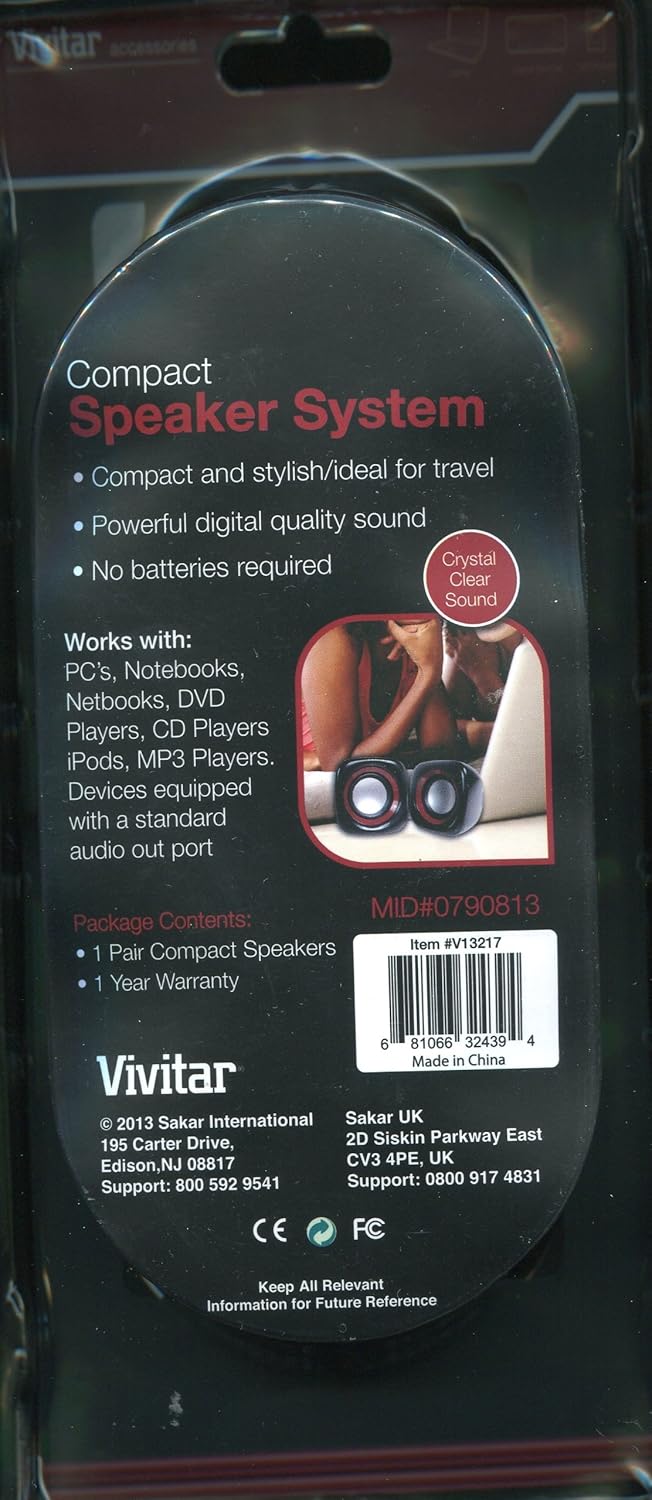 Vivitar accessories
Compact
Speaker System
• Compact and stylish/ideal for travel
• Powerful digital quality sound
• No batteries required
Crystal
Clear
Sound
Works with:
PC's, Notebooks,
Netbooks, DVD
Players, CD Players
iPods, MP3 Players.
Devices equipped
with a standard
audio out port
MID#0790813
Package Contents:
• 1 Pair Compact Speakers
• 1 Year Warranty
Item #V13217
6 81066 32439 4
Made in China
Vivitar®
© 2013 Sakar International
195 Carter Drive,
Edison,NJ 08817
Support: 800 592 9541
Sakar UK
2D Siskin Parkway East
CV3 4PE, UK
Support: 0800 917 4831
CE FC
Keep All Relevant
Information for Future Reference